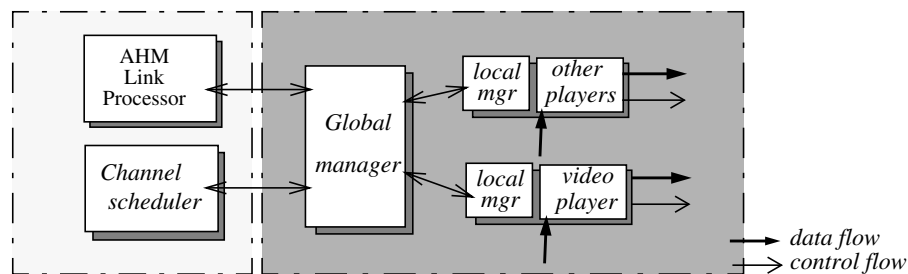 AHM
Link
Processor
Channel
scheduler
Global
manager
local
mgr
other
players
local
mgr
video
player
data flow
control flow